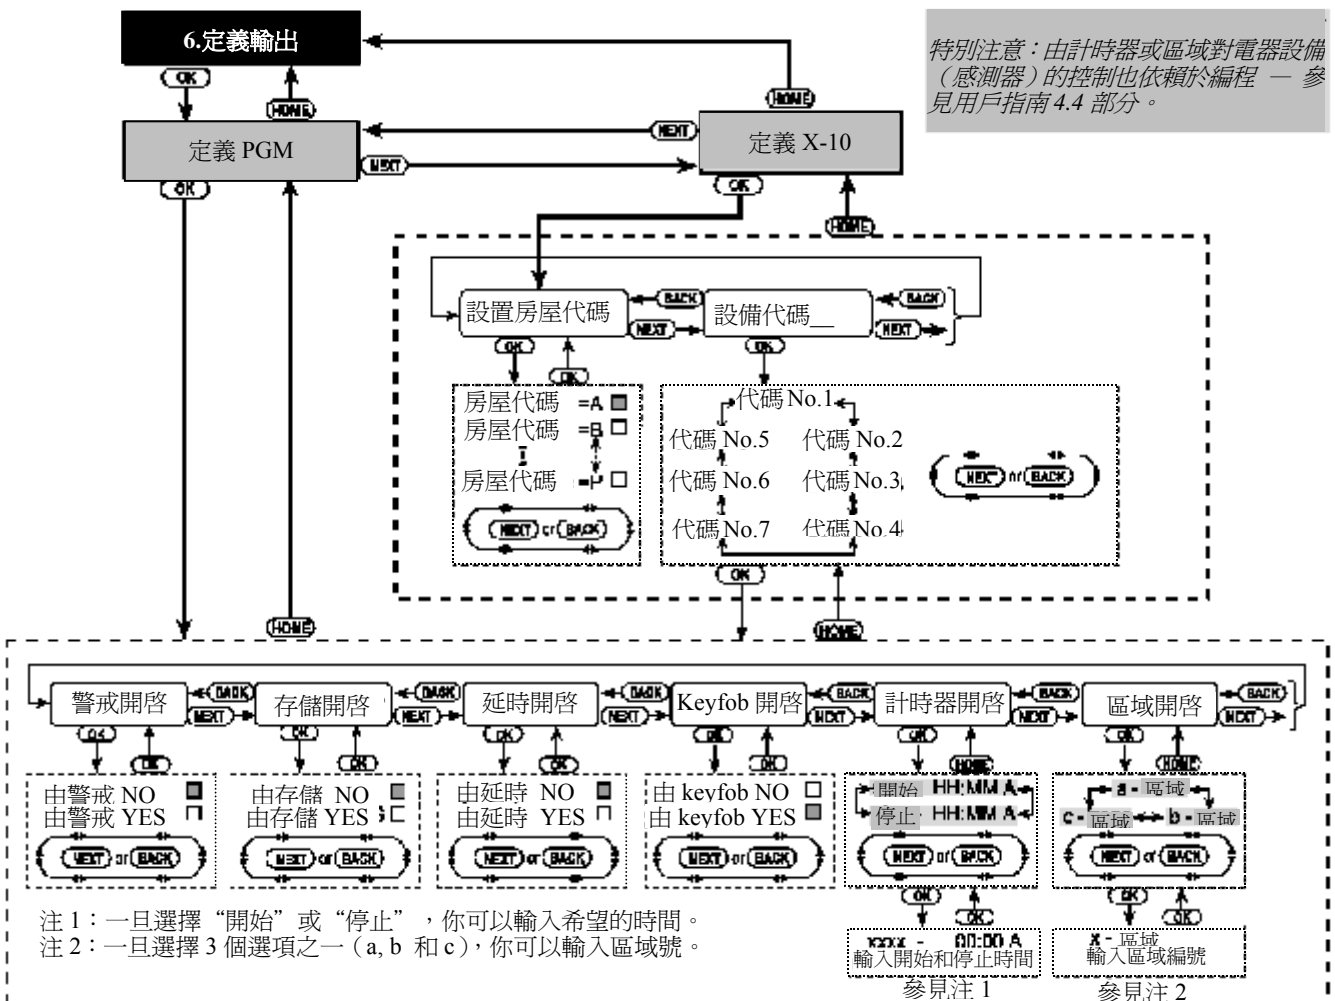 6.定義輸出
特別注意：由計時器或區域對電器設備
（感測器）的控制也依賴於編程 — 參
見用戶指南 4.4 部分。
OK
HOME
HOME
定義 PGM
NEXT
NEXT
定義 X-10
OK
HOME
OK
HOME
設置房屋代碼
BACK
NEXT
設備代碼__
BACK
NEXT
OK
OK
OK
房屋代碼 =A
房屋代碼 =B
房屋代碼 =P
NEXT or BACK
代碼 No.1
代碼 No.5
代碼 No.2
代碼 No.6
代碼 No.3
代碼 No.7
代碼 No.4
NEXT or BACK
OK
HOME
警戒開啓
BACK
NEXT
存儲開啓
BACK
NEXT
延時開啓
BACK
NEXT
Keyfob 開啓
BACK
NEXT
計時器開啓
BACK
NEXT
區域開啓
BACK
NEXT
OK
OK
OK
OK
OK
OK
OK
OK
OK
HOME
OK
HOME
由警戒 NO
由警戒 YES
NEXT or BACK
由存儲 NO
由存儲 YES
NEXT or BACK
由延時 NO
由延時 YES
NEXT or BACK
由 keyfob NO
由 keyfob YES
NEXT or BACK
開始 HH:MM A
停止 HH:MM A
NEXT or BACK
a - 區域
c - 區域
b - 區域
NEXT or BACK
OK
OK
OK
OK
xxxx - 00:00 A
輸入開始和停止時間
參見注 1
x - 區域
輸入區域編號
參見注 2
注 1：一旦選擇“開始”或“停止”，你可以輸入希望的時間。
注 2：一旦選擇 3 個選項之一（a, b 和 c），你可以輸入區域號。